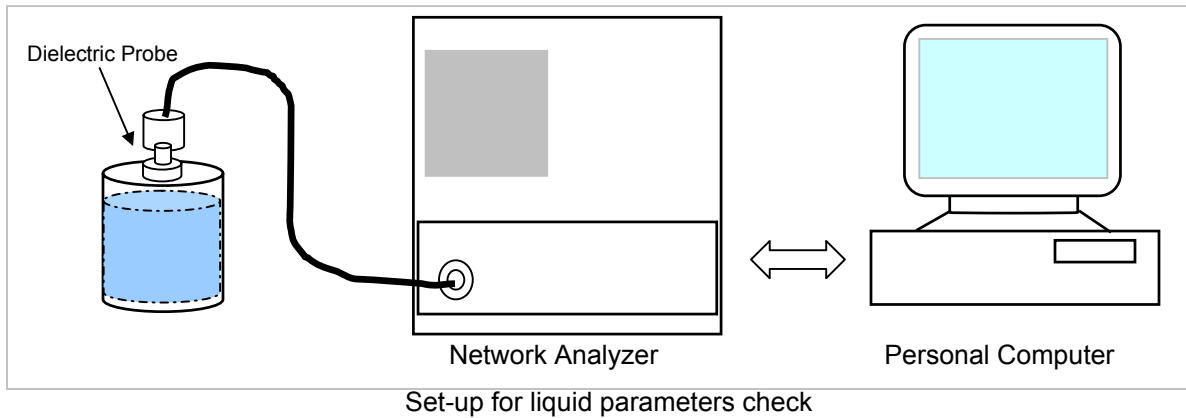 Dielectric Probe
Network Analyzer
Personal Computer
Set-up for liquid parameters check